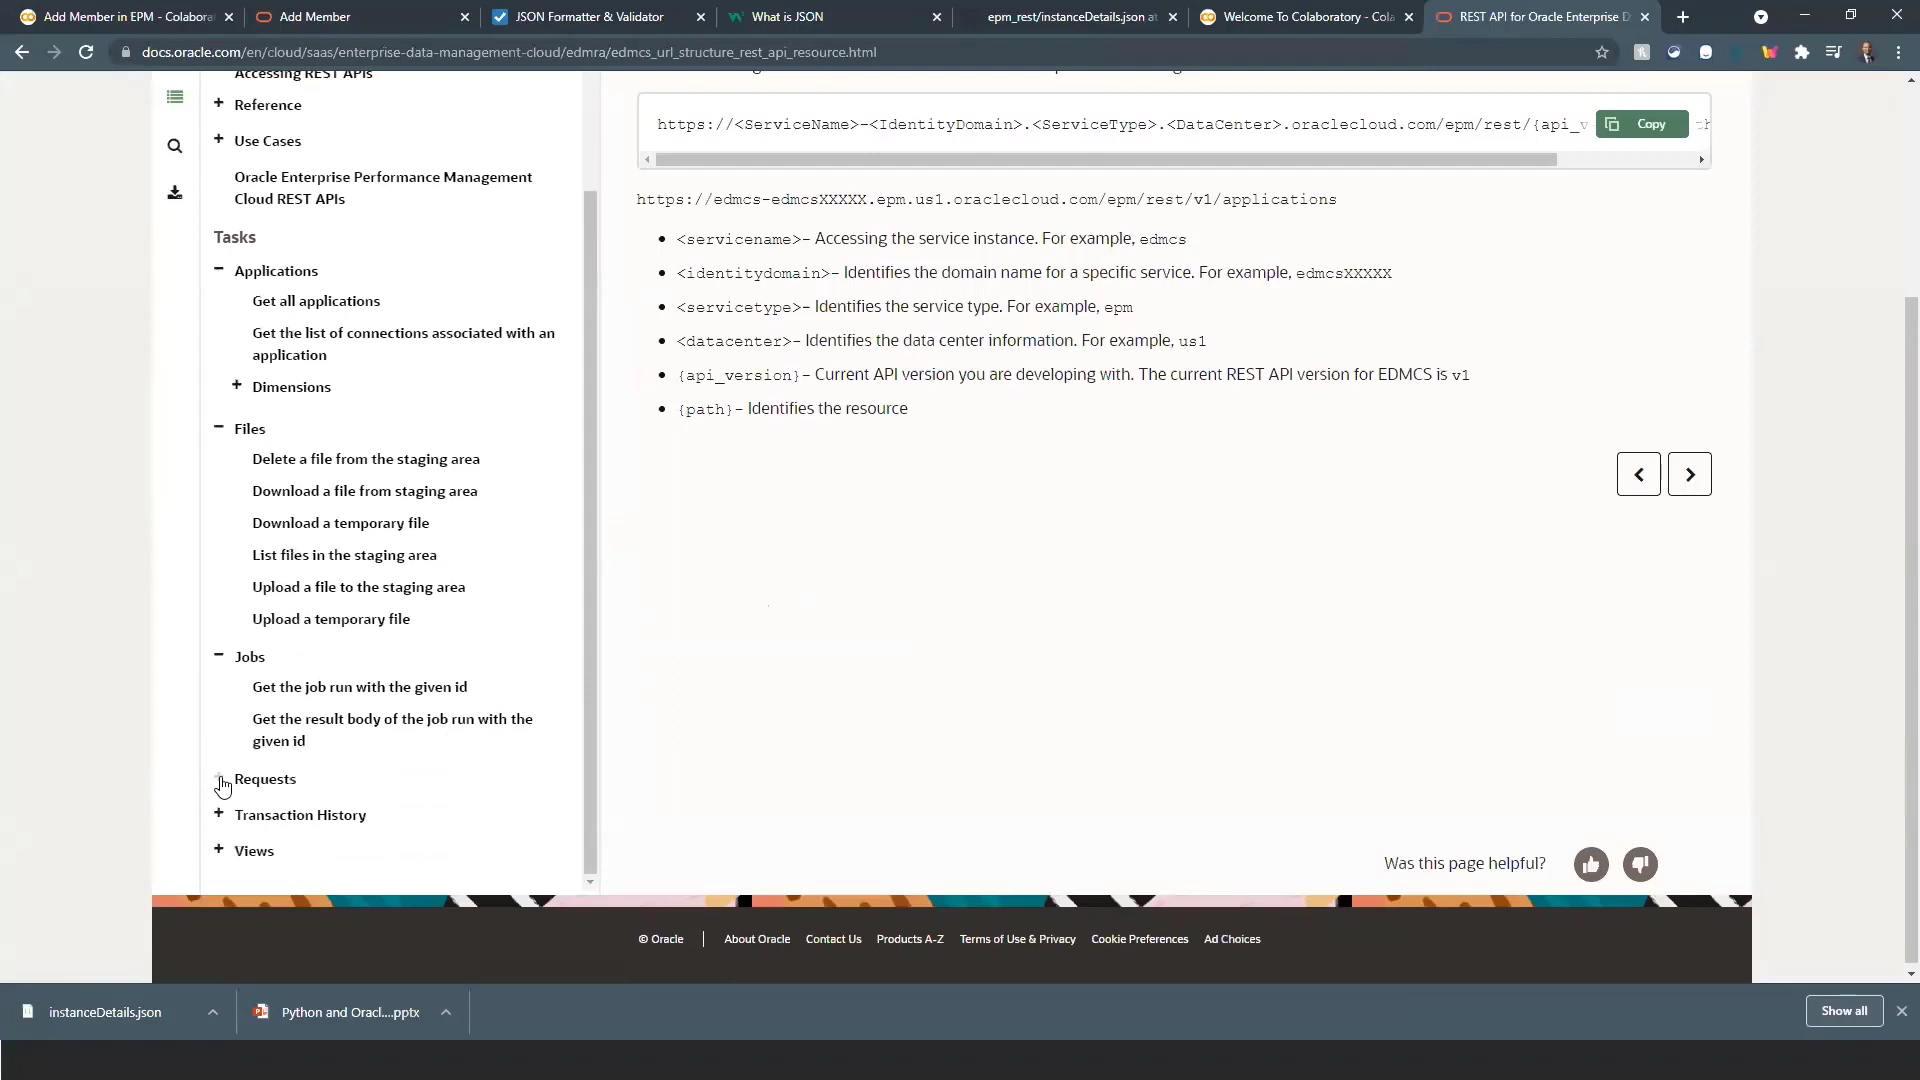 Add Member in EPM - Colabora
Add Member
JSON Formatter & Validator
What is JSON
epm_rest/instanceDetails.json at
Welcome To Colaboratory - Cola
REST API for Oracle Enterprise D
docs.oracle.com/en/cloud/saas/enterprise-data-management-cloud/edmra/edmcs_url_structure_rest_api_resource.html
Accessing REST APIs
Reference
Use Cases
Oracle Enterprise Performance Management
Cloud REST APIs
Tasks
Applications
Get all applications
Get the list of connections associated with an
application
Dimensions
Files
Delete a file from the staging area
Download a file from staging area
Download a temporary file
List files in the staging area
Upload a file to the staging area
Upload a temporary file
Jobs
Get the job run with the given id
Get the result body of the job run with the
given id
Requests
Transaction History
Views
https://<ServiceName>-<IdentityDomain>.<ServiceType>.<DataCenter>.oraclecloud.com/epm/rest/{api_v
Copy
https://edmcs-edmcsXXXXX.epm.us1.oraclecloud.com/epm/rest/v1/applications
• <servicename>– Accessing the service instance. For example, edmcs
• <identitydomain>– Identifies the domain name for a specific service. For example, edmcsXXXXX
• <servicetype>– Identifies the service type. For example, epm
• <datacenter>– Identifies the data center information. For example, us1
• {api_version}– Current API version you are developing with. The current REST API version for EDMCS is v1
• {path}– Identifies the resource
Was this page helpful?
© Oracle | About Oracle Contact Us Products A-Z Terms of Use & Privacy Cookie Preferences Ad Choices
instanceDetails.json
Python and Oracl....pptx
Show all